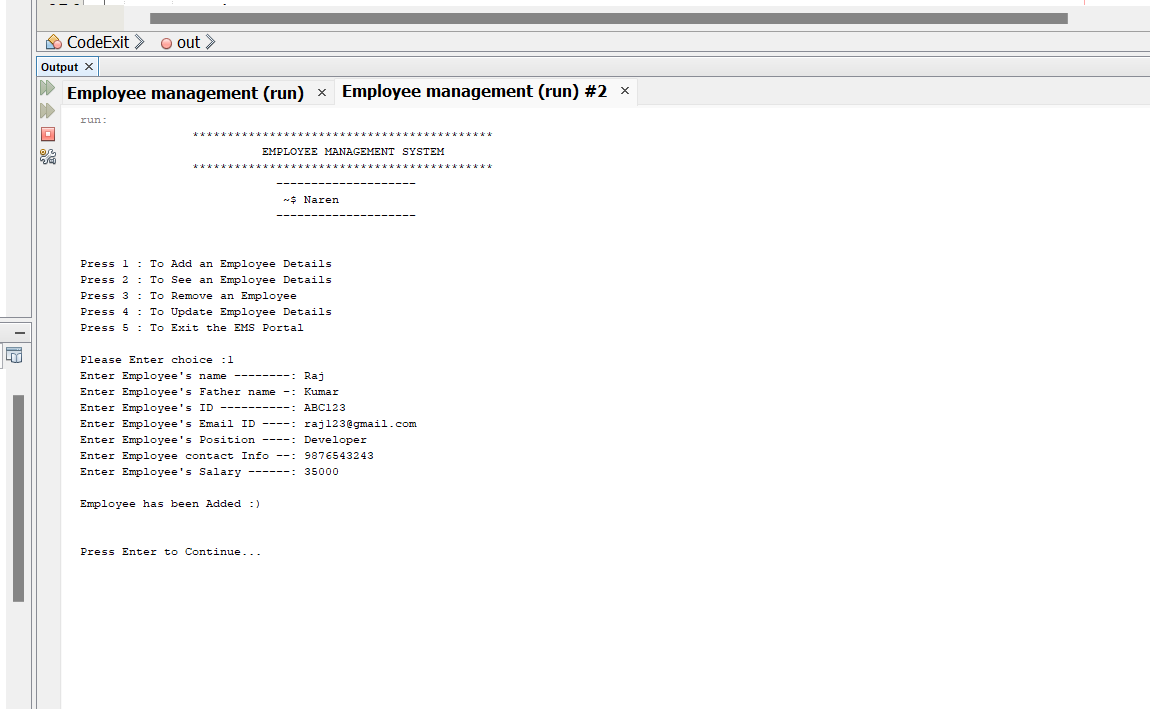 CodeExit out
Output
Employee management (run) Employee management (run) #2
run:
*******************************************
EMPLOYEE MANAGEMENT SYSTEM
*******************************************
--------------------
~$ Naren
--------------------
Press 1 : To Add an Employee Details
Press 2 : To See an Employee Details
Press 3 : To Remove an Employee
Press 4 : To Update Employee Details
Press 5 : To Exit the EMS Portal
Please Enter choice :1
Enter Employee's name --------: Raj
Enter Employee's Father name -: Kumar
Enter Employee's ID ----------: ABC123
Enter Employee's Email ID ----: raj123@gmail.com
Enter Employee's Position ----: Developer
Enter Employee contact Info --: 9876543243
Enter Employee's Salary ------: 35000
Employee has been Added :)
Press Enter to Continue...